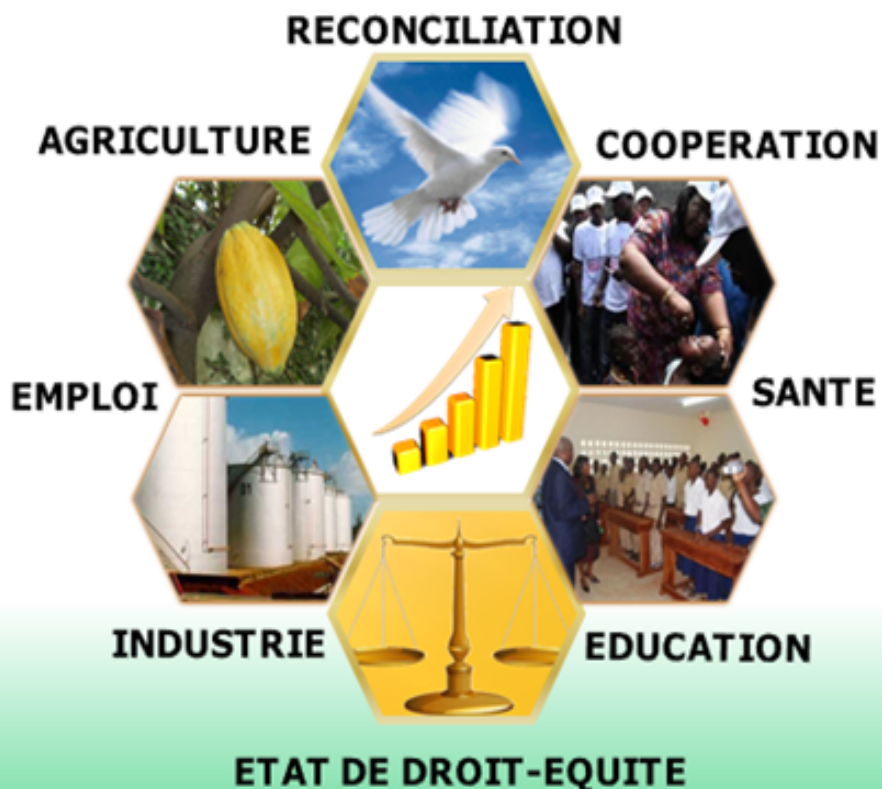 RECONCILIATION
AGRICULTURE
COOPERATION
EMPLOI
SANTE
INDUSTRIE
EDUCATION
ETAT DE DROIT-EQUITE